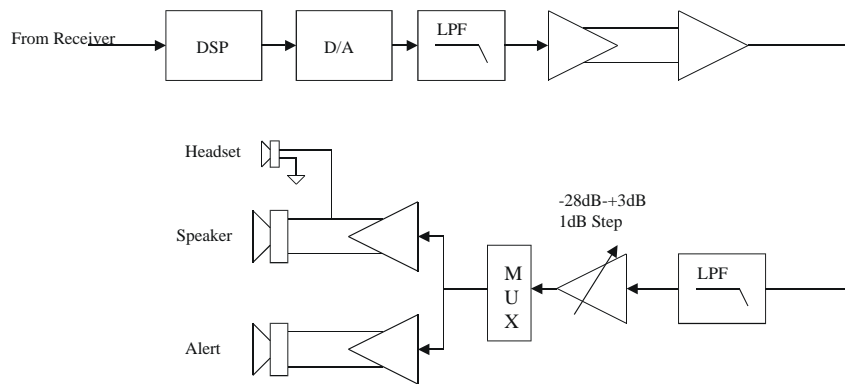 From Receiver
DSP
D/A
LPF
Headset
Speaker
Alert
M
U
X
-28dB-+3dB
1dB Step
LPF